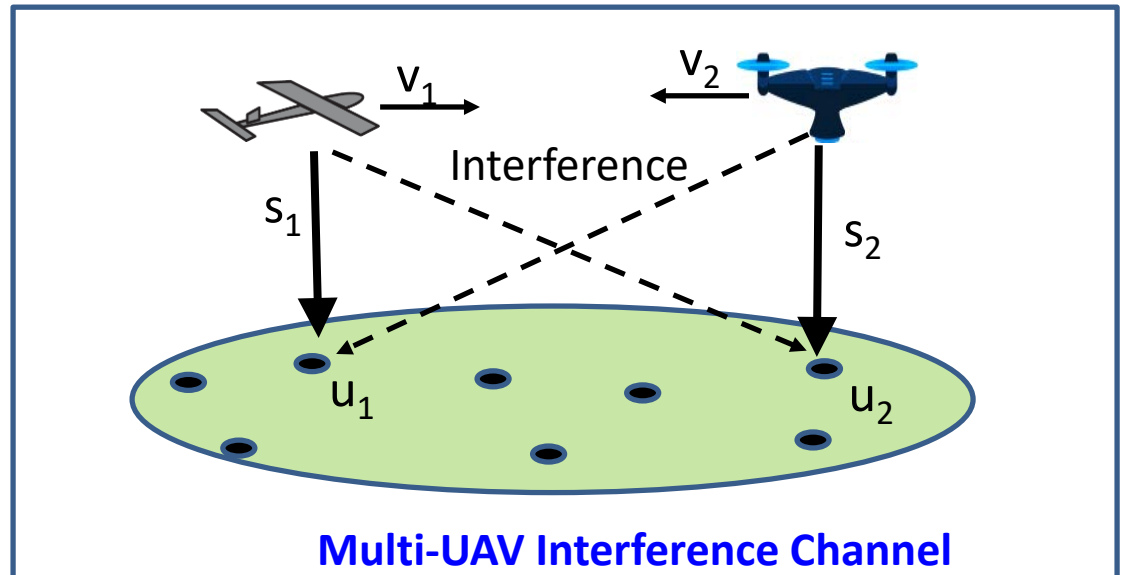 v₁
v₂
Interference
s₁
s₂
u₁
u₂
Multi-UAV Interference Channel